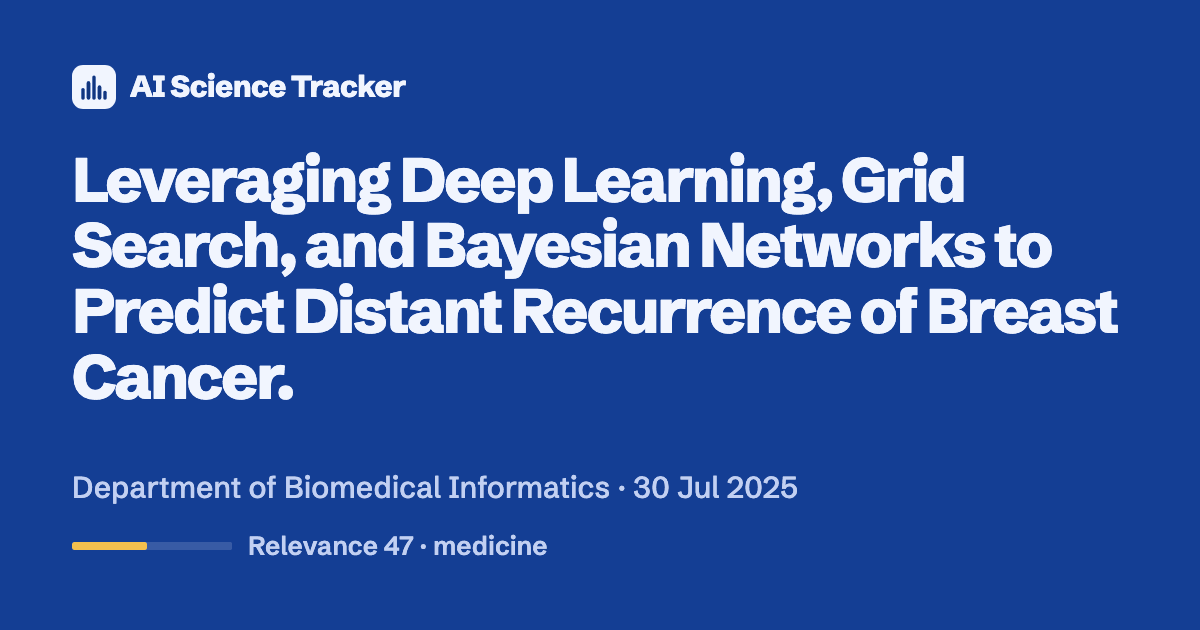 AI Science Tracker
Leveraging Deep Learning, Grid
Search, and Bayesian Networks to
Predict Distant Recurrence of Breast
Cancer.
Department of Biomedical Informatics · 30 Jul 2025
Relevance 47 · medicine